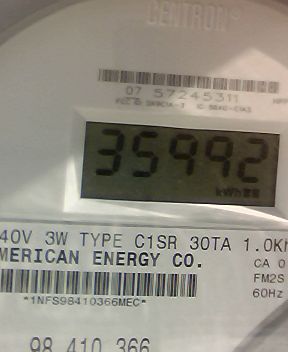 CENTRON®
07 57245311
35992
kWh
40V 3W TYPE C1SR 30TA 1.0Kh
MERICAN ENERGY CO.
CA 0
FM2S
*1NFS98410366MEC*
60Hz
98 410 366